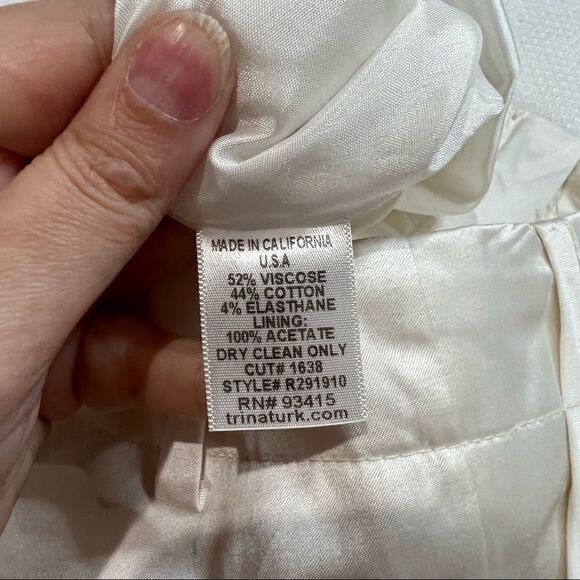 MADE IN CALIFORNIA
U.S.A
52% VISCOSE
44% COTTON
4% ELASTHANE
LINING:
100% ACETATE
DRY CLEAN ONLY
CUT# 1638
STYLE# R291910
RN# 93415
trinaturk.com